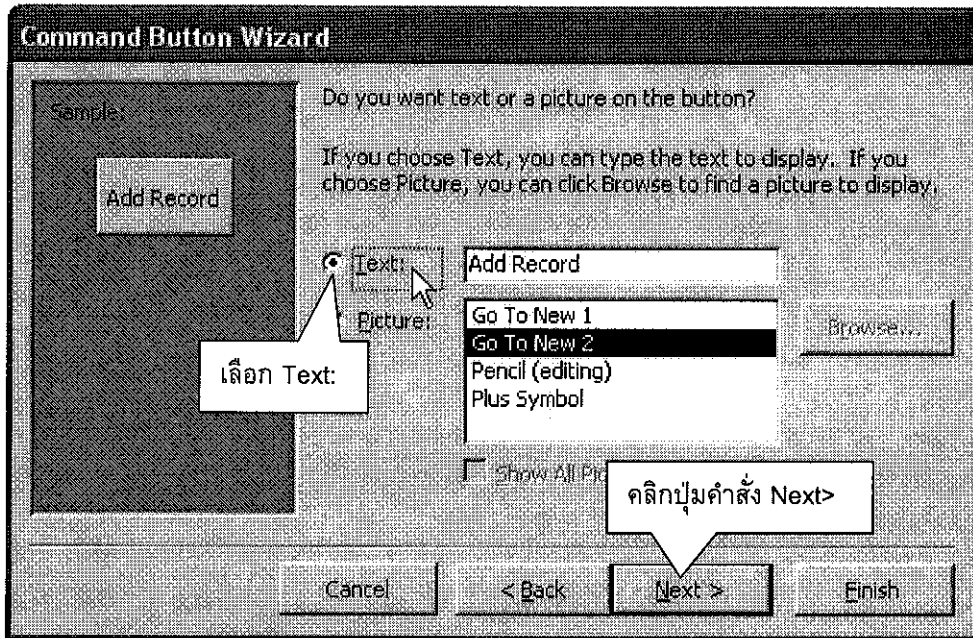 Command Button Wizard
Sample:
Add Record
Do you want text or a picture on the button?
If you choose Text, you can type the text to display. If you
choose Picture, you can click Browse to find a picture to display.
Text:
Add Record
Picture:
Go To New 1
Go To New 2
Pencil (editing)
Plus Symbol
Browse...
เลือก Text:
Show All
คลิกปุ่มคำสั่ง Next>
Cancel
< Back
Next >
Finish